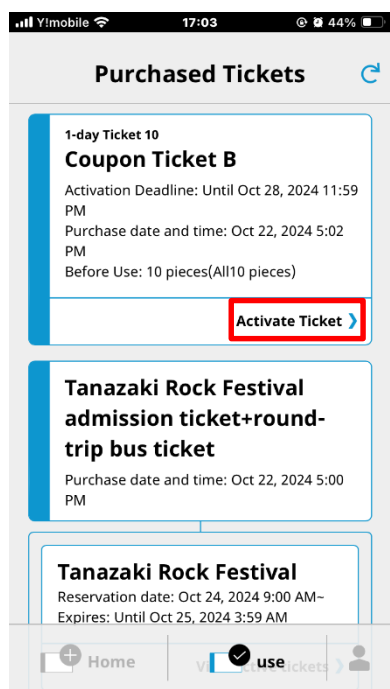 Y!mobile 17:03 44%
Purchased Tickets
1-day Ticket 10
Coupon Ticket B
Activation Deadline: Until Oct 28, 2024 11:59
PM
Purchase date and time: Oct 22, 2024 5:02
PM
Before Use: 10 pieces(All10 pieces)
Activate Ticket
Tanazaki Rock Festival
admission ticket+round-
trip bus ticket
Purchase date and time: Oct 22, 2024 5:00
PM
Tanazaki Rock Festival
Reservation date: Oct 24, 2024 9:00 AM~
Expires: Until Oct 25, 2024 3:59 AM
Home use